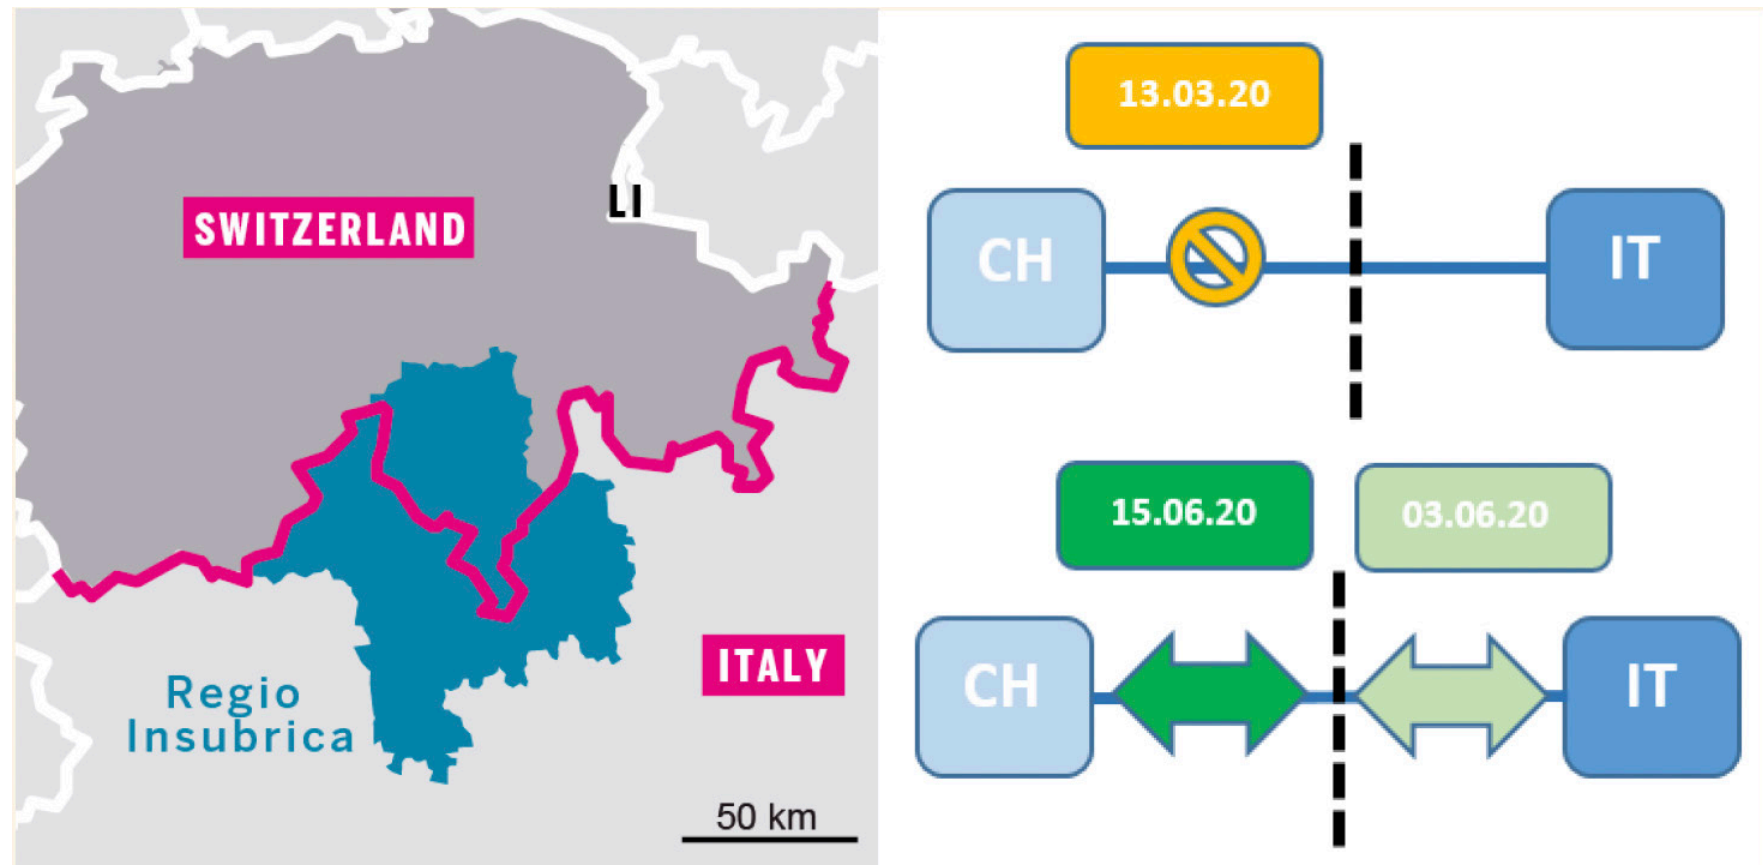 LI
SWITZERLAND
ITALY
Regio
Insubrica
50 km
13.03.20
CH
IT
15.06.20
03.06.20
CH
IT